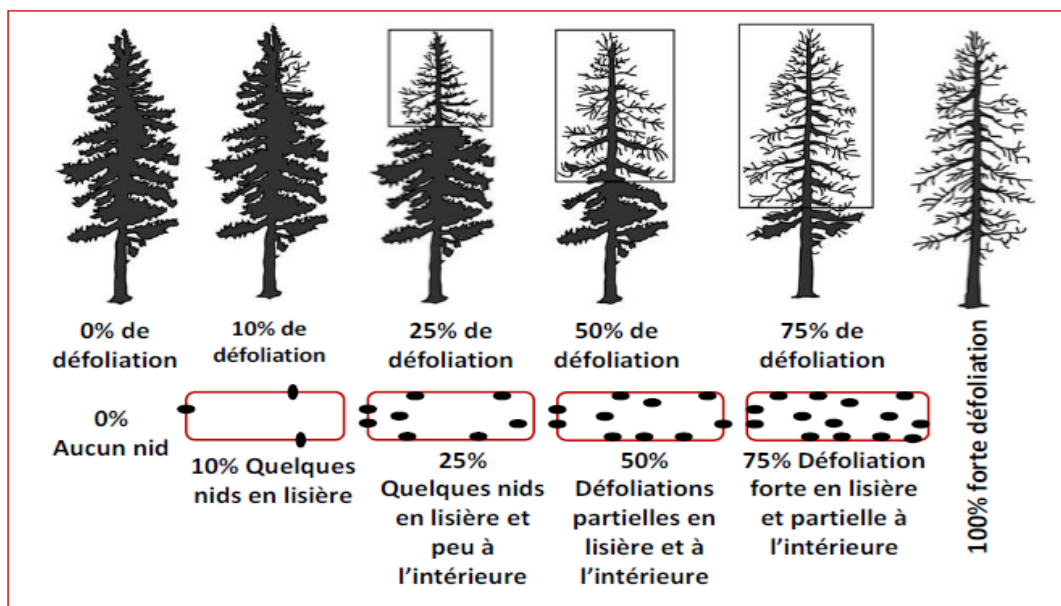 0% de
défoliation
10% de
défoliation
25% de
défoliation
50% de
défoliation
75% de
défoliation
100% forte défoliation
0%
Aucun nid
10% Quelques
nids en lisière
25%
Quelques nids
en lisière et
peu à
l'intérieure
50%
Défoliations
partielles en
lisière et à
l'intérieure
75% Défoliation
forte en lisière
et partielle à
l'intérieure